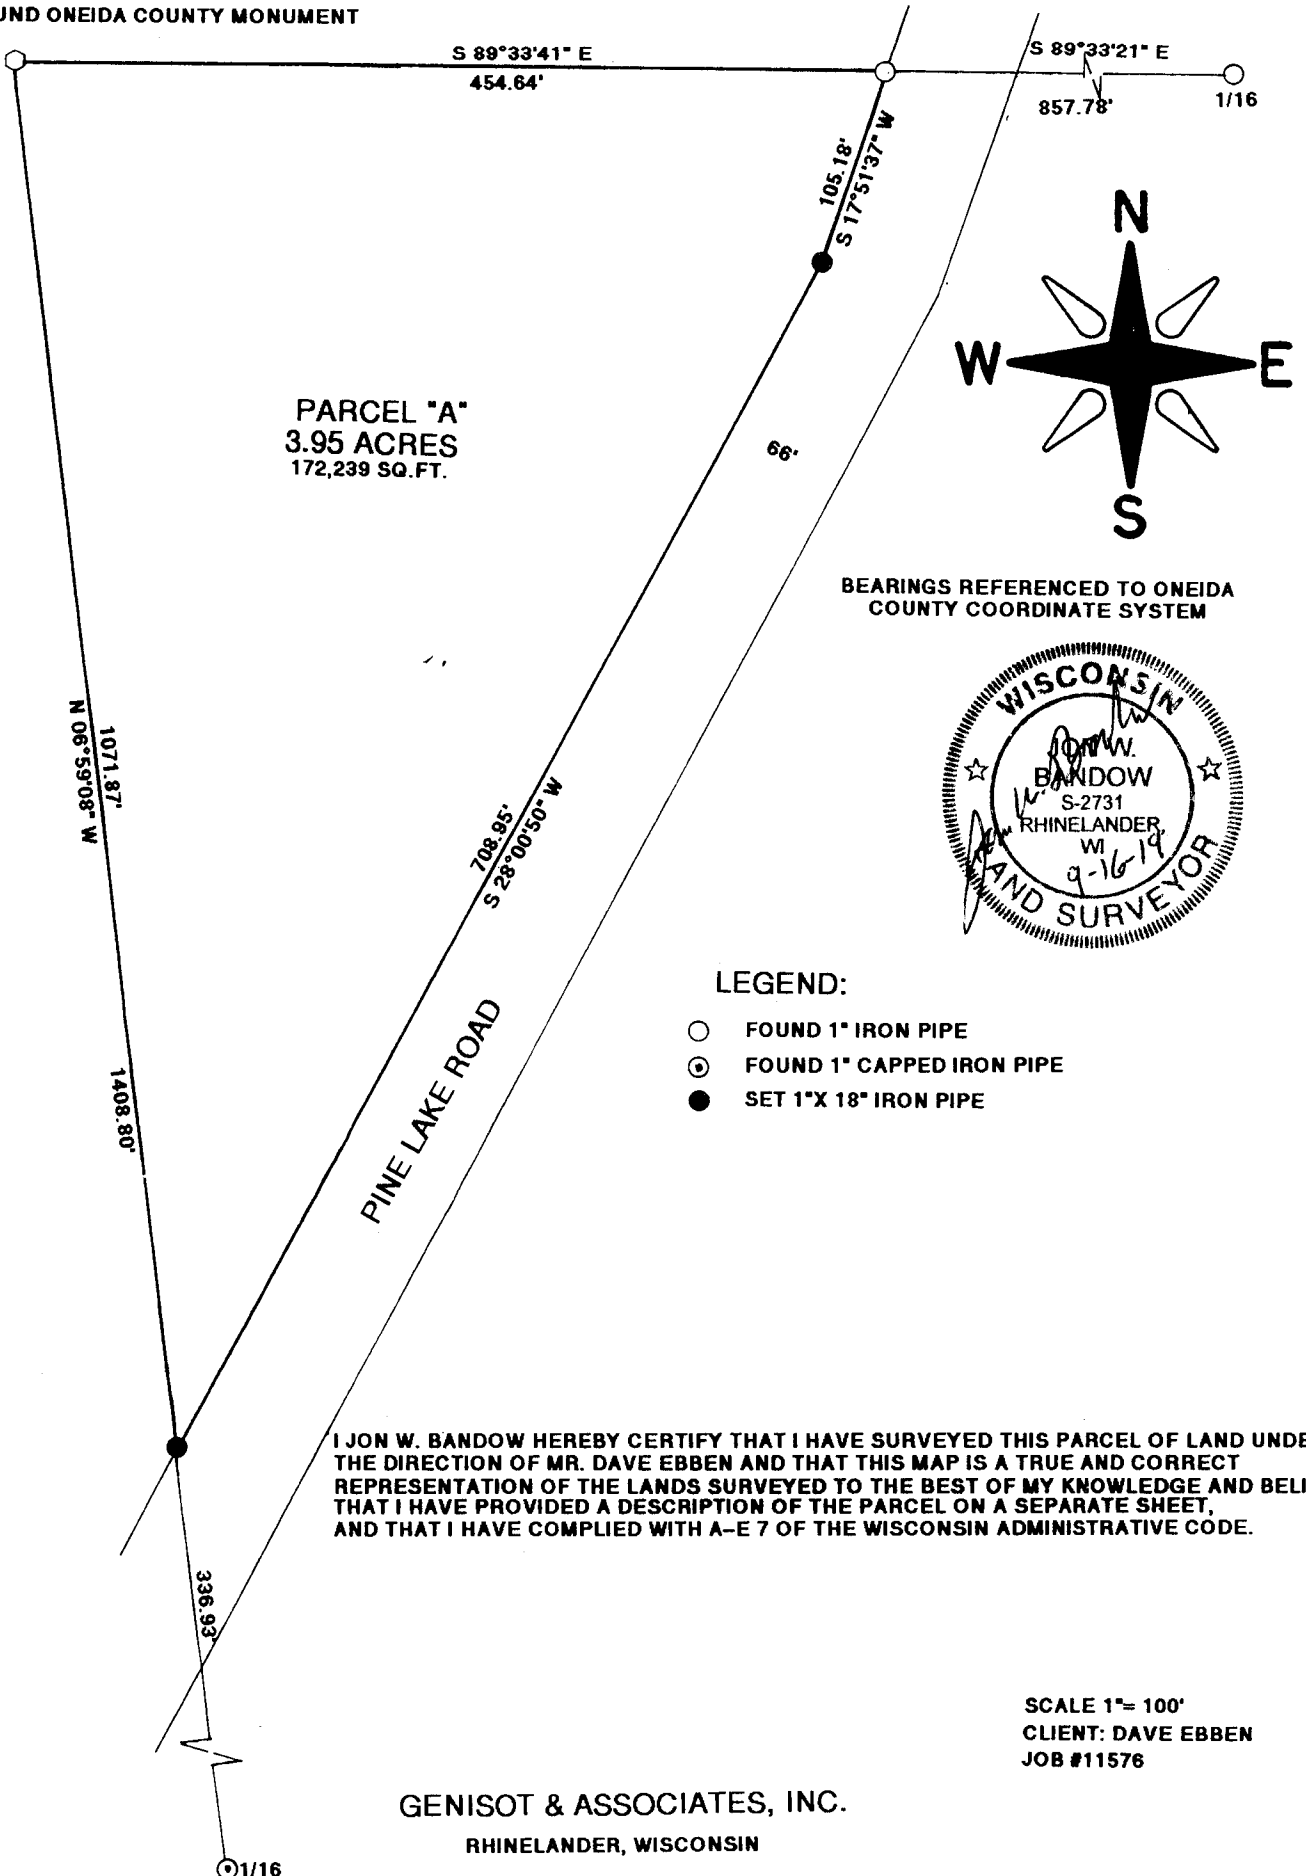 UND ONEIDA COUNTY MONUMENT
S 89°33'41" E
454.64'
S 89°33'21" E
857.78'
1/16
105.18'
S 17°51'37" W
N
W
E
S
PARCEL "A"
3.95 ACRES
172,239 SQ.FT.
66'
BEARINGS REFERENCED TO ONEIDA
COUNTY COORDINATE SYSTEM
WISCONSIN
W.
BANDOW
S-2731
RHINELANDER
WI
9-16-19
LAND SURVEYOR
1071.87'
N 06°59'08" W
708.95'
S 28°00'50" W
LEGEND:
FOUND 1" IRON PIPE
FOUND 1" CAPPED IRON PIPE
SET 1"X 18" IRON PIPE
PINE LAKE ROAD
1408.80'
I JON W. BANDOW HEREBY CERTIFY THAT I HAVE SURVEYED THIS PARCEL OF LAND UNDE
THE DIRECTION OF MR. DAVE EBBEN AND THAT THIS MAP IS A TRUE AND CORRECT
REPRESENTATION OF THE LANDS SURVEYED TO THE BEST OF MY KNOWLEDGE AND BELI
THAT I HAVE PROVIDED A DESCRIPTION OF THE PARCEL ON A SEPARATE SHEET,
AND THAT I HAVE COMPLIED WITH A-E 7 OF THE WISCONSIN ADMINISTRATIVE CODE.
336.93'
SCALE 1"= 100'
CLIENT: DAVE EBBEN
JOB #11576
GENISOT & ASSOCIATES, INC.
RHINELANDER, WISCONSIN
1/16